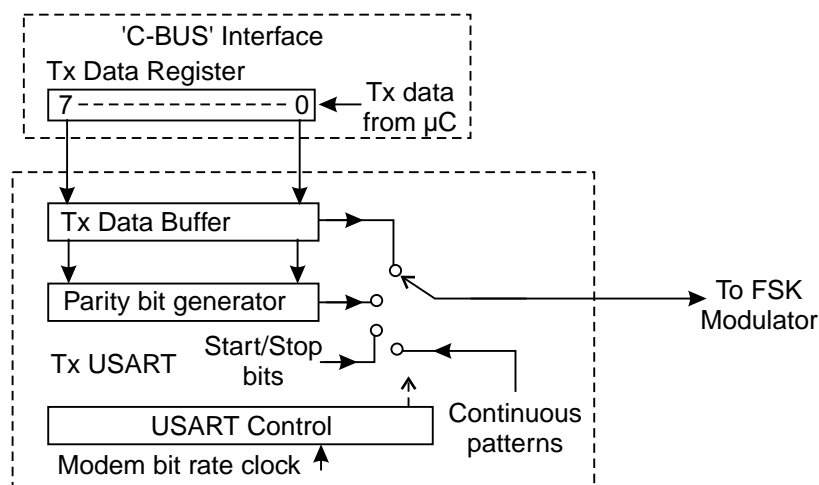 'C-BUS' Interface
Tx Data Register
7 0
Tx data
from µC
Tx Data Buffer
Parity bit generator
To FSK
Modulator
Tx USART
Start/Stop
bits
Continuous
patterns
USART Control
Modem bit rate clock